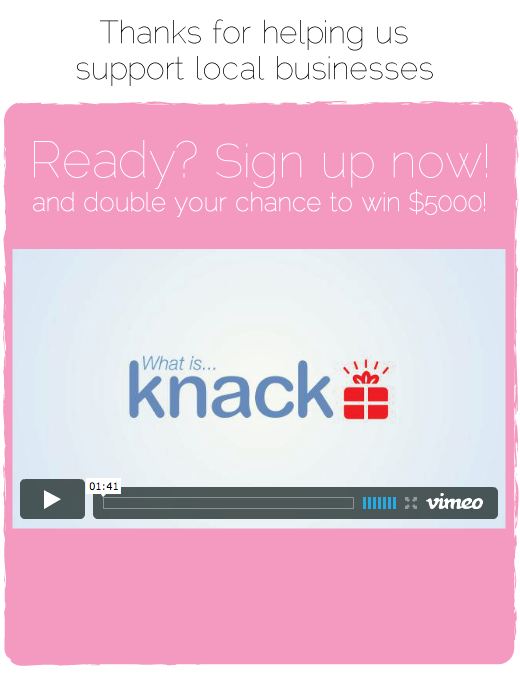 Thanks for helping us
support local businesses
Ready? Sign up now!
and double your chance to win $5000!
What is...
knack
01:41
vimeo